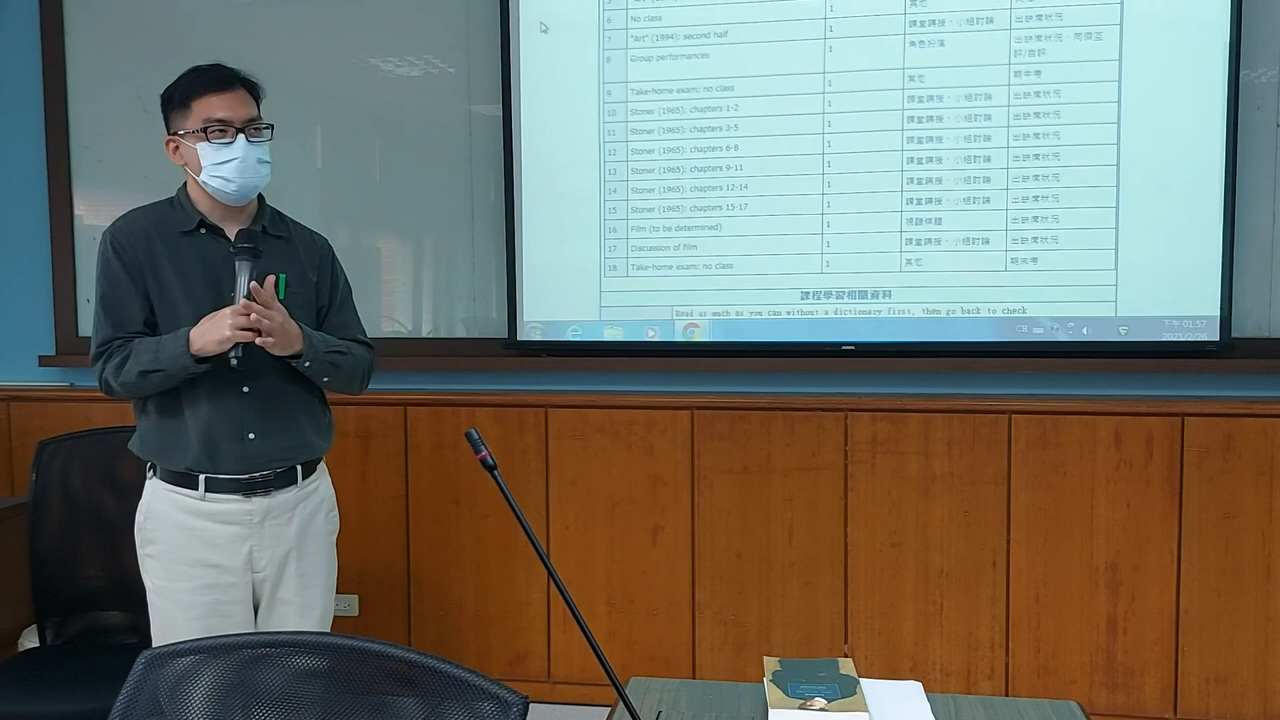 其他
6 No class 1 課堂講授、小組討論 出缺席狀況
7 "Art" (1994): second half 1 課堂講授、小組討論 出缺席狀況
8 Group performances 1 角色扮演 出缺席狀況、同儕互評/自評
9 Take-home exam: no class 1 其他 期中考
10 Stoner (1965): chapters 1-2 1 課堂講授、小組討論 出缺席狀況
11 Stoner (1965): chapters 3-5 1 課堂講授、小組討論 出缺席狀況
12 Stoner (1965): chapters 6-8 1 課堂講授、小組討論 出缺席狀況
13 Stoner (1965): chapters 9-11 1 課堂講授、小組討論 出缺席狀況
14 Stoner (1965): chapters 12-14 1 課堂講授、小組討論 出缺席狀況
15 Stoner (1965): chapters 15-17 1 課堂講授、小組討論 出缺席狀況
16 Film (to be determined) 1 視聽媒體 出缺席狀況
17 Discussion of film 1 課堂講授、小組討論 出缺席狀況
18 Take-home exam: no class 1 其他 期末考
課程學習相關資料
Read as much as you can without a dictionary first, then go back to check
CH 下午 01:57